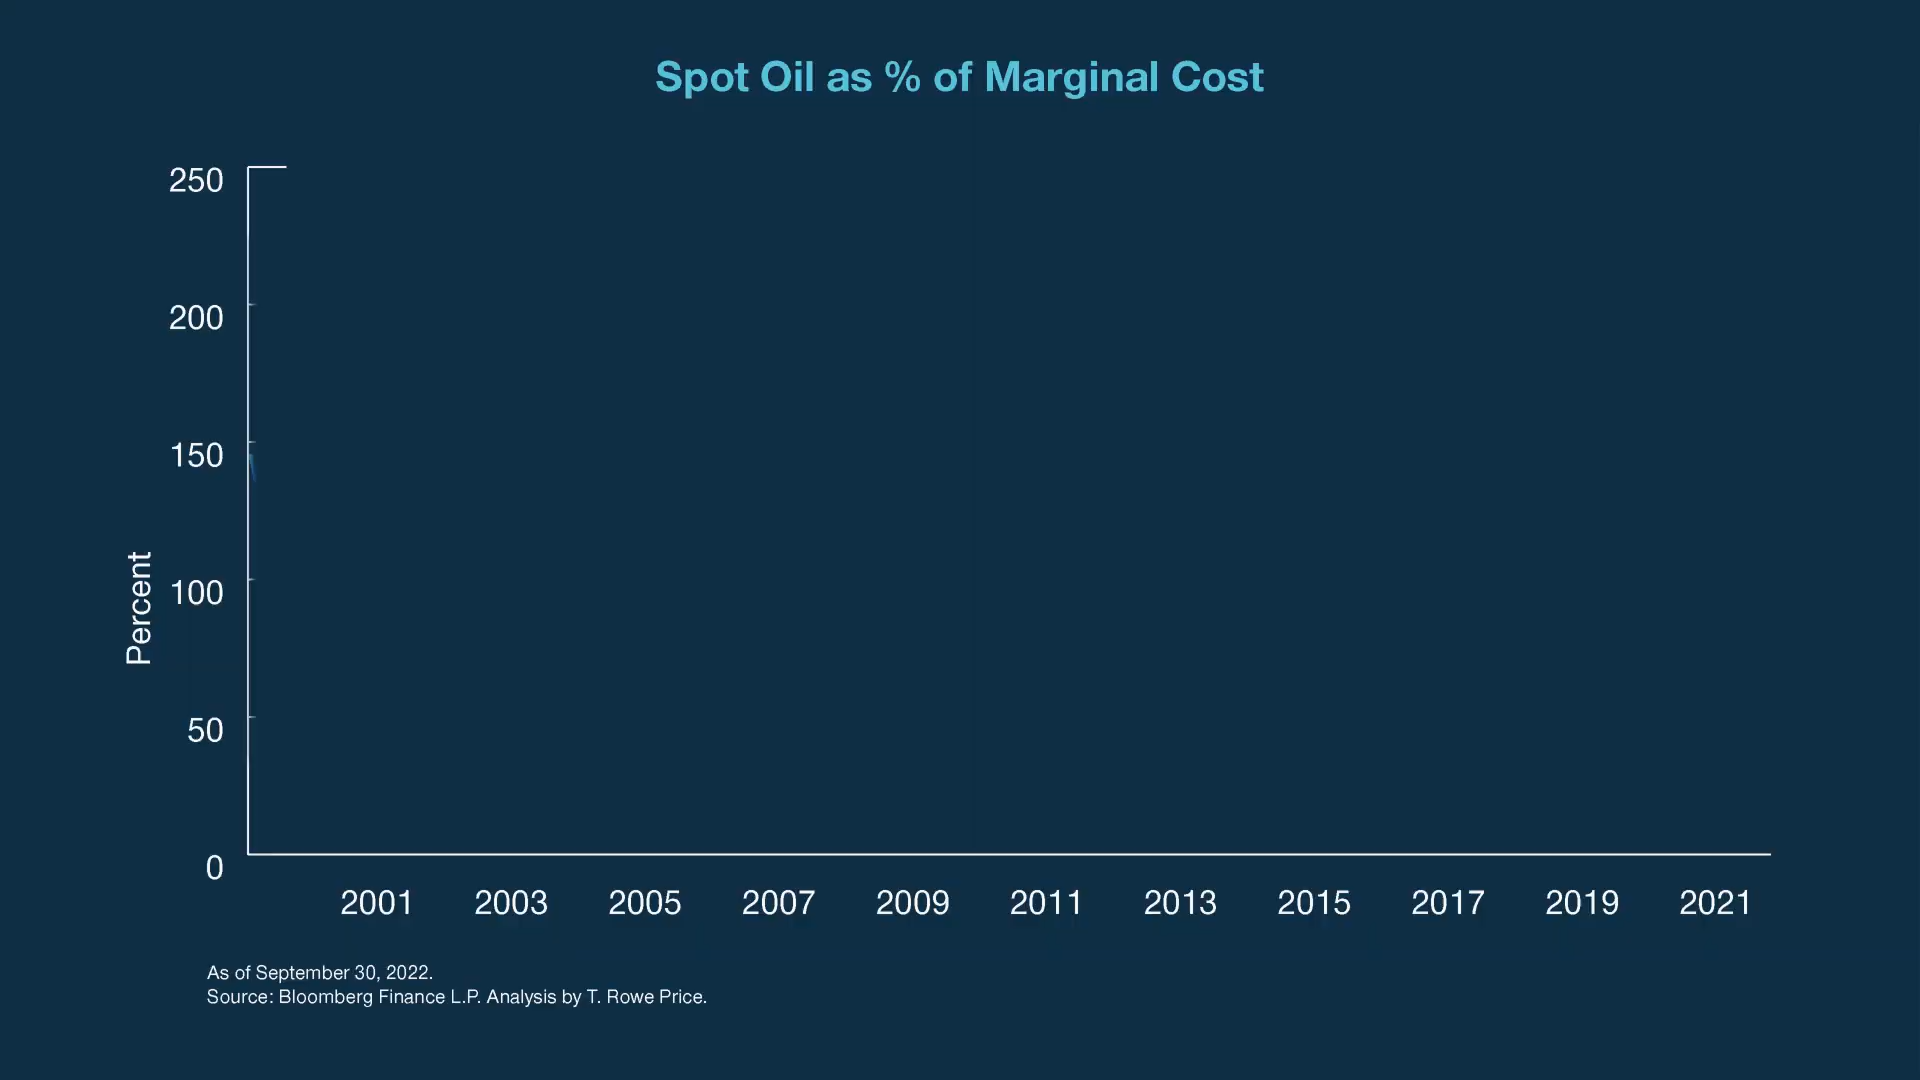 Spot Oil as % of Marginal Cost
250
200
150
100
50
0
Percent
2001 2003 2005 2007 2009 2011 2013 2015 2017 2019 2021
As of September 30, 2022.
Source: Bloomberg Finance L.P. Analysis by T. Rowe Price.